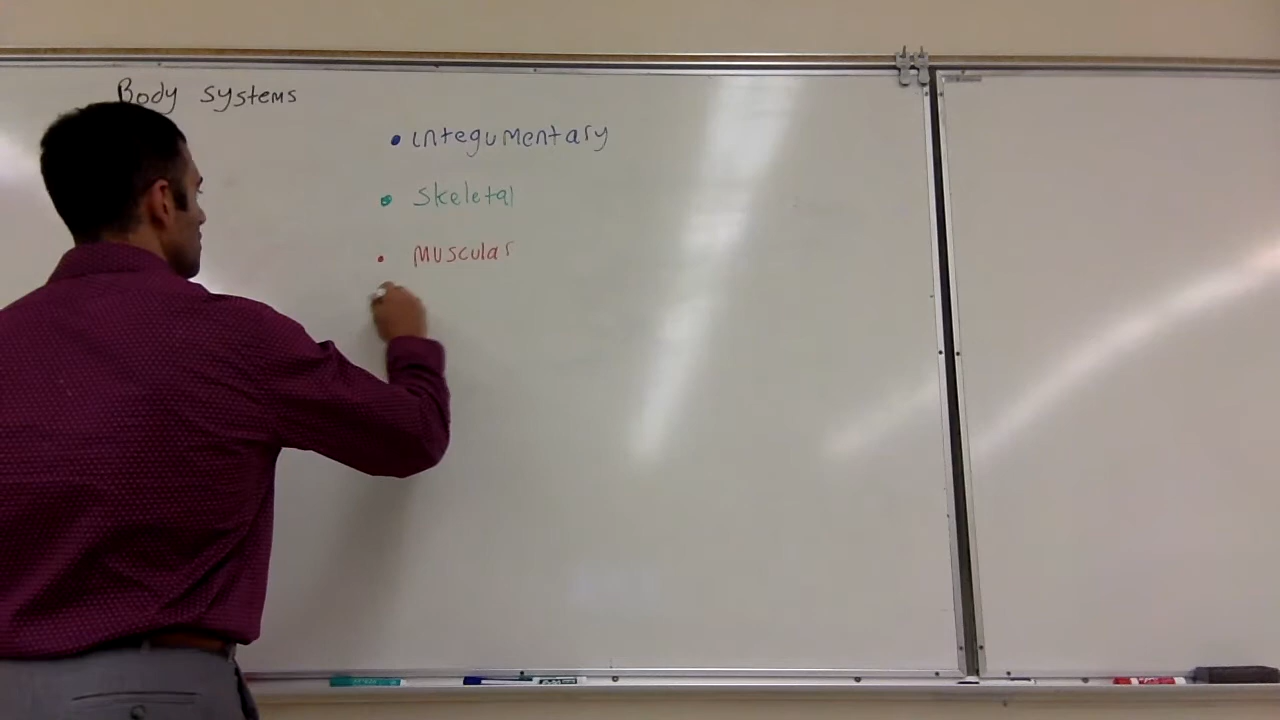 Body Systems
• integumentary
• Skeletal
• Muscular